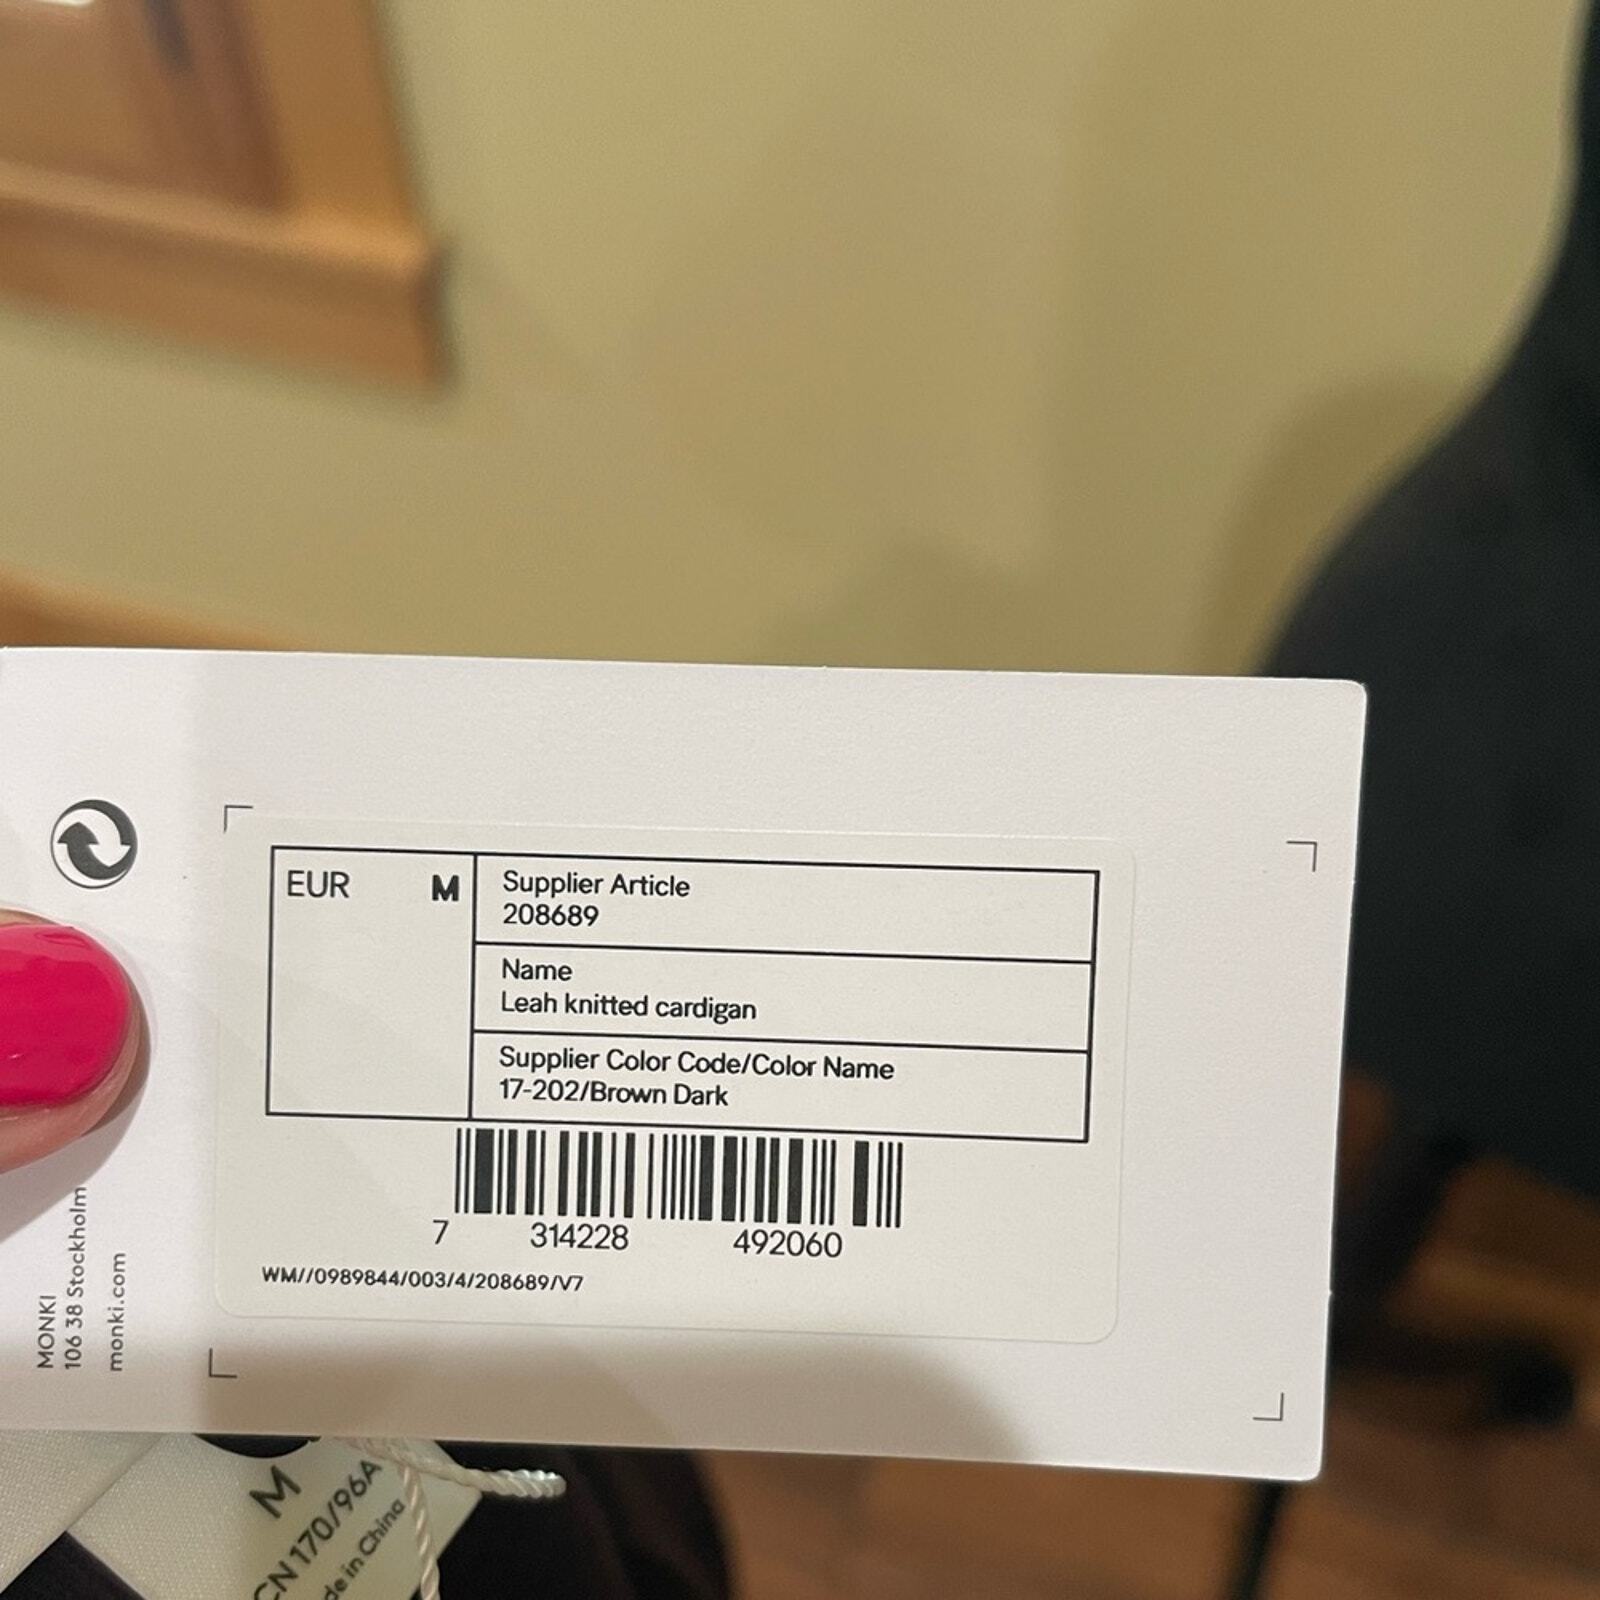 EUR M
Supplier Article
208689
Name
Leah knitted cardigan
Supplier Color Code/Color Name
17-202/Brown Dark
7 314228 492060
WM//0989844/003/4/208689/V7
MONKI
106 38 Stockholm
monki.com
M
CN 170/96A
de in China